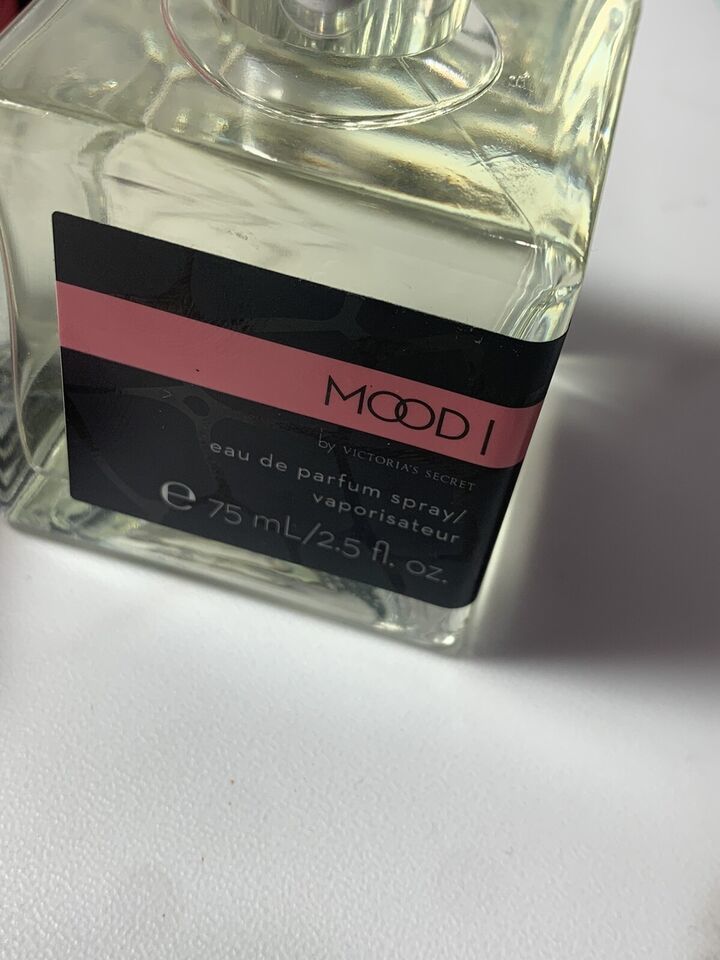 MOOD |
by VICTORIA'S SECRET
eau de parfum spray/
vaporisateur
℮ 75 mL/2.5 fl. oz.